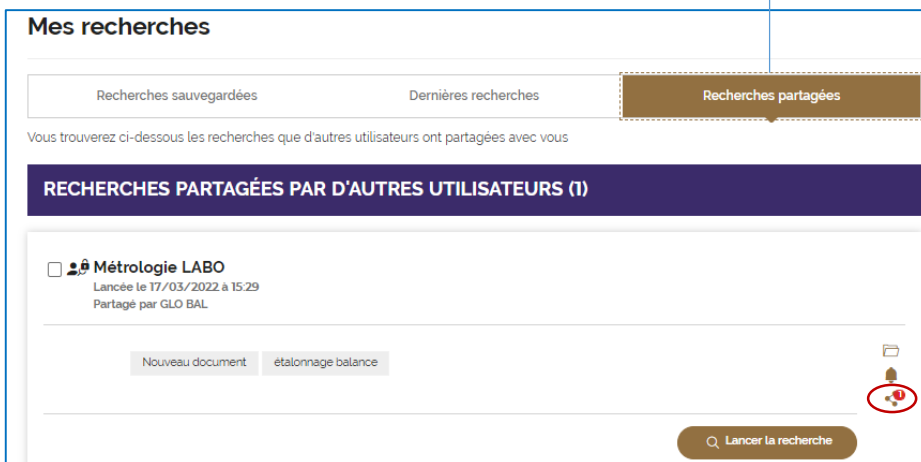 Mes recherches
Recherches sauvegardées
Dernières recherches
Recherches partagées
Vous trouverez ci-dessous les recherches que d'autres utilisateurs ont partagées avec vous
RECHERCHES PARTAGÉES PAR D'AUTRES UTILISATEURS (1)
Métrologie LABO
Lancée le 17/03/2022 à 15:29
Partagé par GLO BAL
Nouveau document
étalonnage balance
1
Lancer la recherche